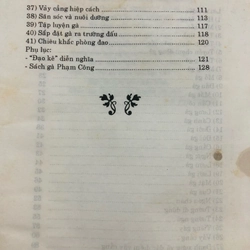 37) Vảy cảng hiệp cách 111
38) Săn sóc và nuôi dưỡng 113
39) Tập luyện gà 117
40) Sắp đặt gà ra trường đấu 118
41) Chiêu khắc phòng đao 120
Phụ lục:
- “Đạo kê” diễn nghĩa 121
- Sách gà Phạm Công 128